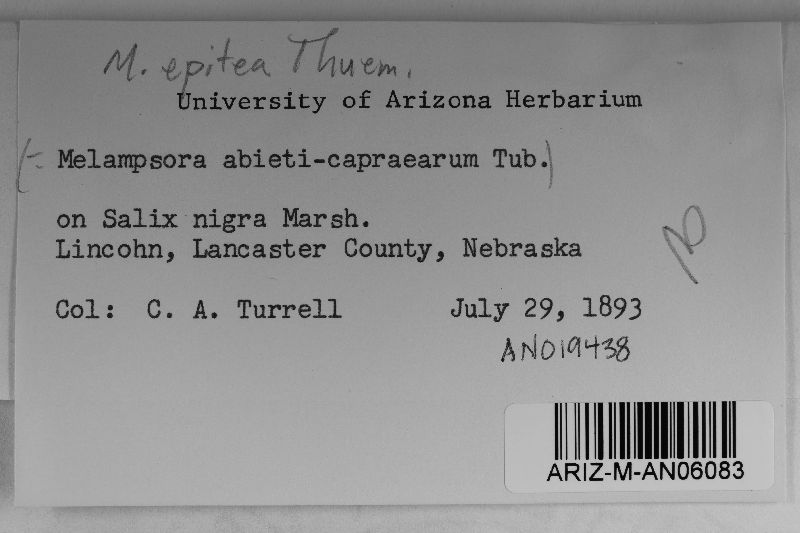 M. epitea Thuem.
University of Arizona Herbarium
(= Melampsora abieti-capraearum Tub.)
on Salix nigra Marsh.
Lincohn, Lancaster County, Nebraska
Col: C. A. Turrell July 29, 1893
AN019438
ARIZ-M-AN06083